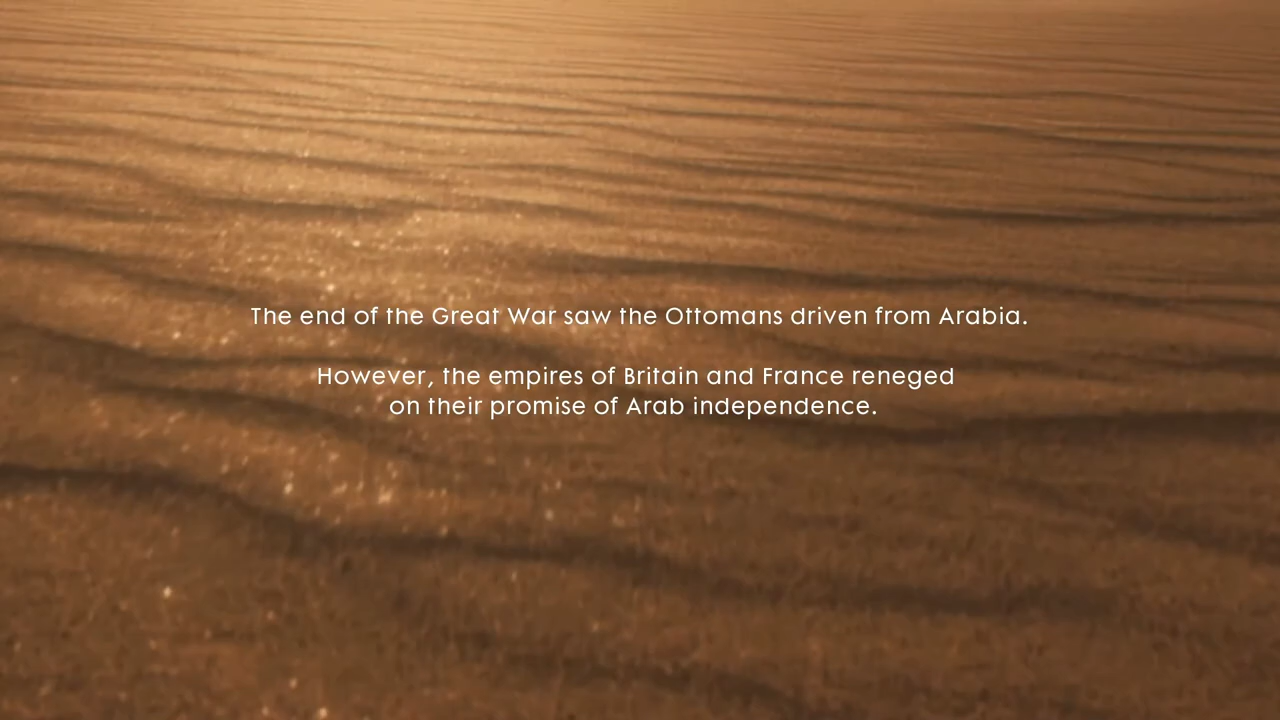 The end of the Great War saw the Ottomans driven from Arabia.
However, the empires of Britain and France reneged
on their promise of Arab independence.